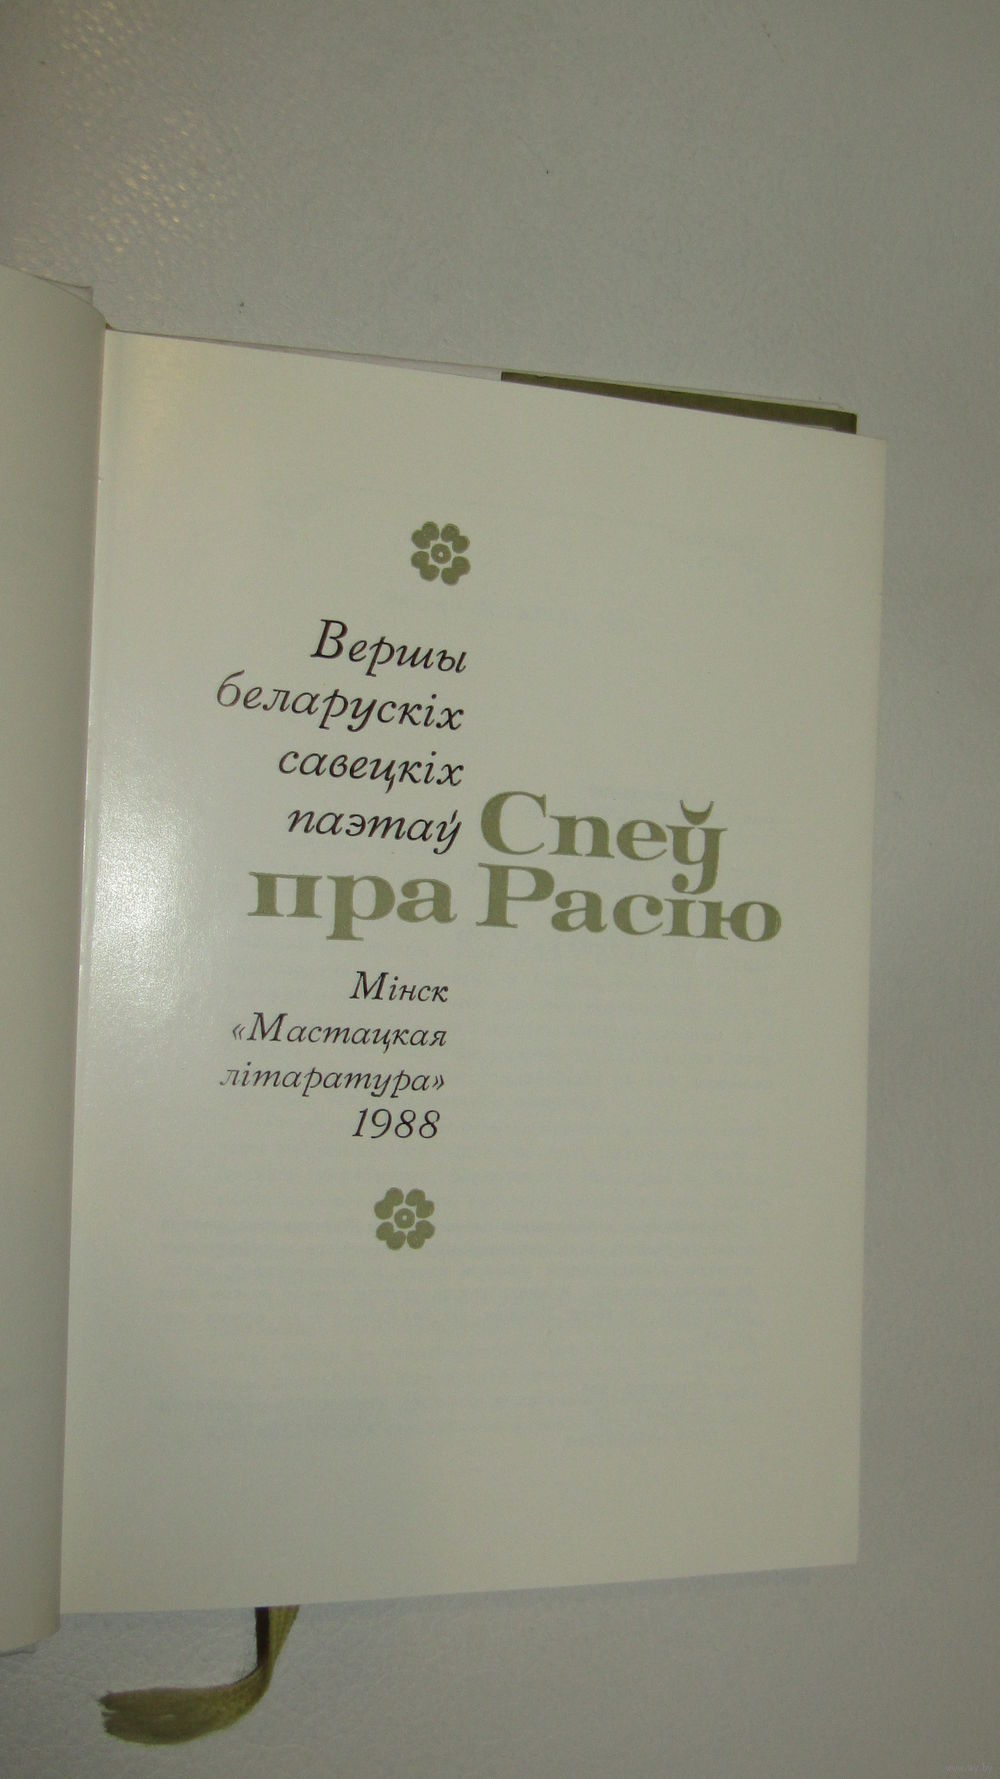 Вершы
беларускіх
савецкіх
паэтаў
Спеў
пра Расію
Мінск
«Мастацкая
літаратура»
1988